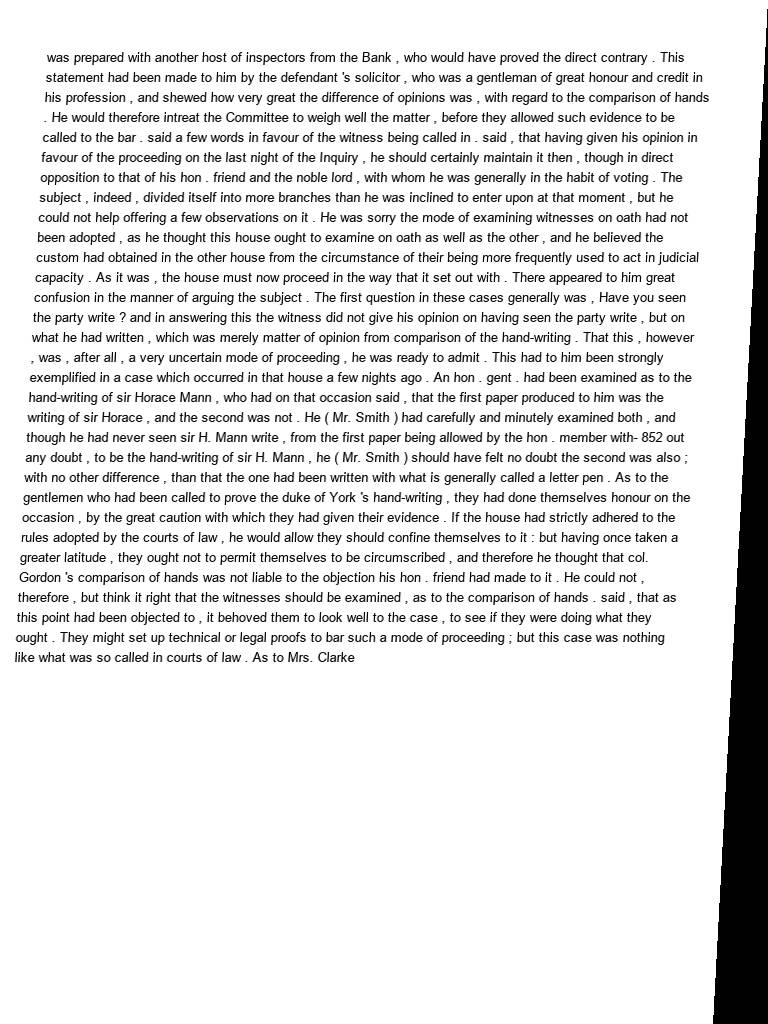 was prepared with another host of inspectors from the Bank , who would have proved the direct contrary . This
statement had been made to him by the defendant 's solicitor , who was a gentleman of great honour and credit in
his profession , and shewed how very great the difference of opinions was , with regard to the comparison of hands
. He would therefore intreat the Committee to weigh well the matter , before they allowed such evidence to be
called to the bar . said a few words in favour of the witness being called in . said , that having given his opinion in
favour of the proceeding on the last night of the Inquiry , he should certainly maintain it then , though in direct
opposition to that of his hon . friend and the noble lord , with whom he was generally in the habit of voting . The
subject , indeed , divided itself into more branches than he was inclined to enter upon at that moment , but he
could not help offering a few observations on it . He was sorry the mode of examining witnesses on oath had not
been adopted , as he thought this house ought to examine on oath as well as the other , and he believed the
custom had obtained in the other house from the circumstance of their being more frequently used to act in judicial
capacity . As it was , the house must now proceed in the way that it set out with . There appeared to him great
confusion in the manner of arguing the subject . The first question in these cases generally was , Have you seen
the party write ? and in answering this the witness did not give his opinion on having seen the party write , but on
what he had written , which was merely matter of opinion from comparison of the hand-writing . That this , however
, was , after all , a very uncertain mode of proceeding , he was ready to admit . This had to him been strongly
exemplified in a case which occurred in that house a few nights ago . An hon . gent . had been examined as to the
hand-writing of sir Horace Mann , who had on that occasion said , that the first paper produced to him was the
writing of sir Horace , and the second was not . He ( Mr. Smith ) had carefully and minutely examined both , and
though he had never seen sir H. Mann write , from the first paper being allowed by the hon . member with- 852 out
any doubt , to be the hand-writing of sir H. Mann , he ( Mr. Smith ) should have felt no doubt the second was also ;
with no other difference , than that the one had been written with what is generally called a letter pen . As to the
gentlemen who had been called to prove the duke of York 's hand-writing , they had done themselves honour on the
occasion , by the great caution with which they had given their evidence . If the house had strictly adhered to the
rules adopted by the courts of law , he would allow they should confine themselves to it : but having once taken a
greater latitude , they ought not to permit themselves to be circumscribed , and therefore he thought that col.
Gordon 's comparison of hands was not liable to the objection his hon . friend had made to it . He could not ,
therefore , but think it right that the witnesses should be examined , as to the comparison of hands . said , that as
this point had been objected to , it behoved them to look well to the case , to see if they were doing what they
ought . They might set up technical or legal proofs to bar such a mode of proceeding ; but this case was nothing
like what was so called in courts of law . As to Mrs. Clarke